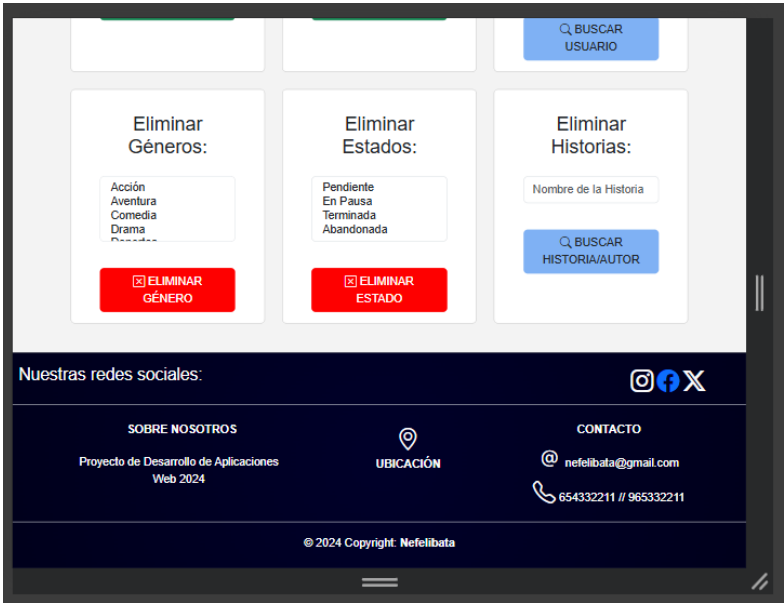 BUSCAR
USUARIO
Eliminar
Géneros:
Acción
Aventura
Comedia
Drama
Deportes
ELIMINAR
GÉNERO
Eliminar
Estados:
Pendiente
En Pausa
Terminada
Abandonada
ELIMINAR
ESTADO
Eliminar
Historias:
Nombre de la Historia
BUSCAR
HISTORIA/AUTOR
Nuestras redes sociales:
SOBRE NOSOTROS
Proyecto de Desarrollo de Aplicaciones
Web 2024
UBICACIÓN
CONTACTO
@ nefelibata@gmail.com
654332211 // 965332211
© 2024 Copyright: Nefelibata